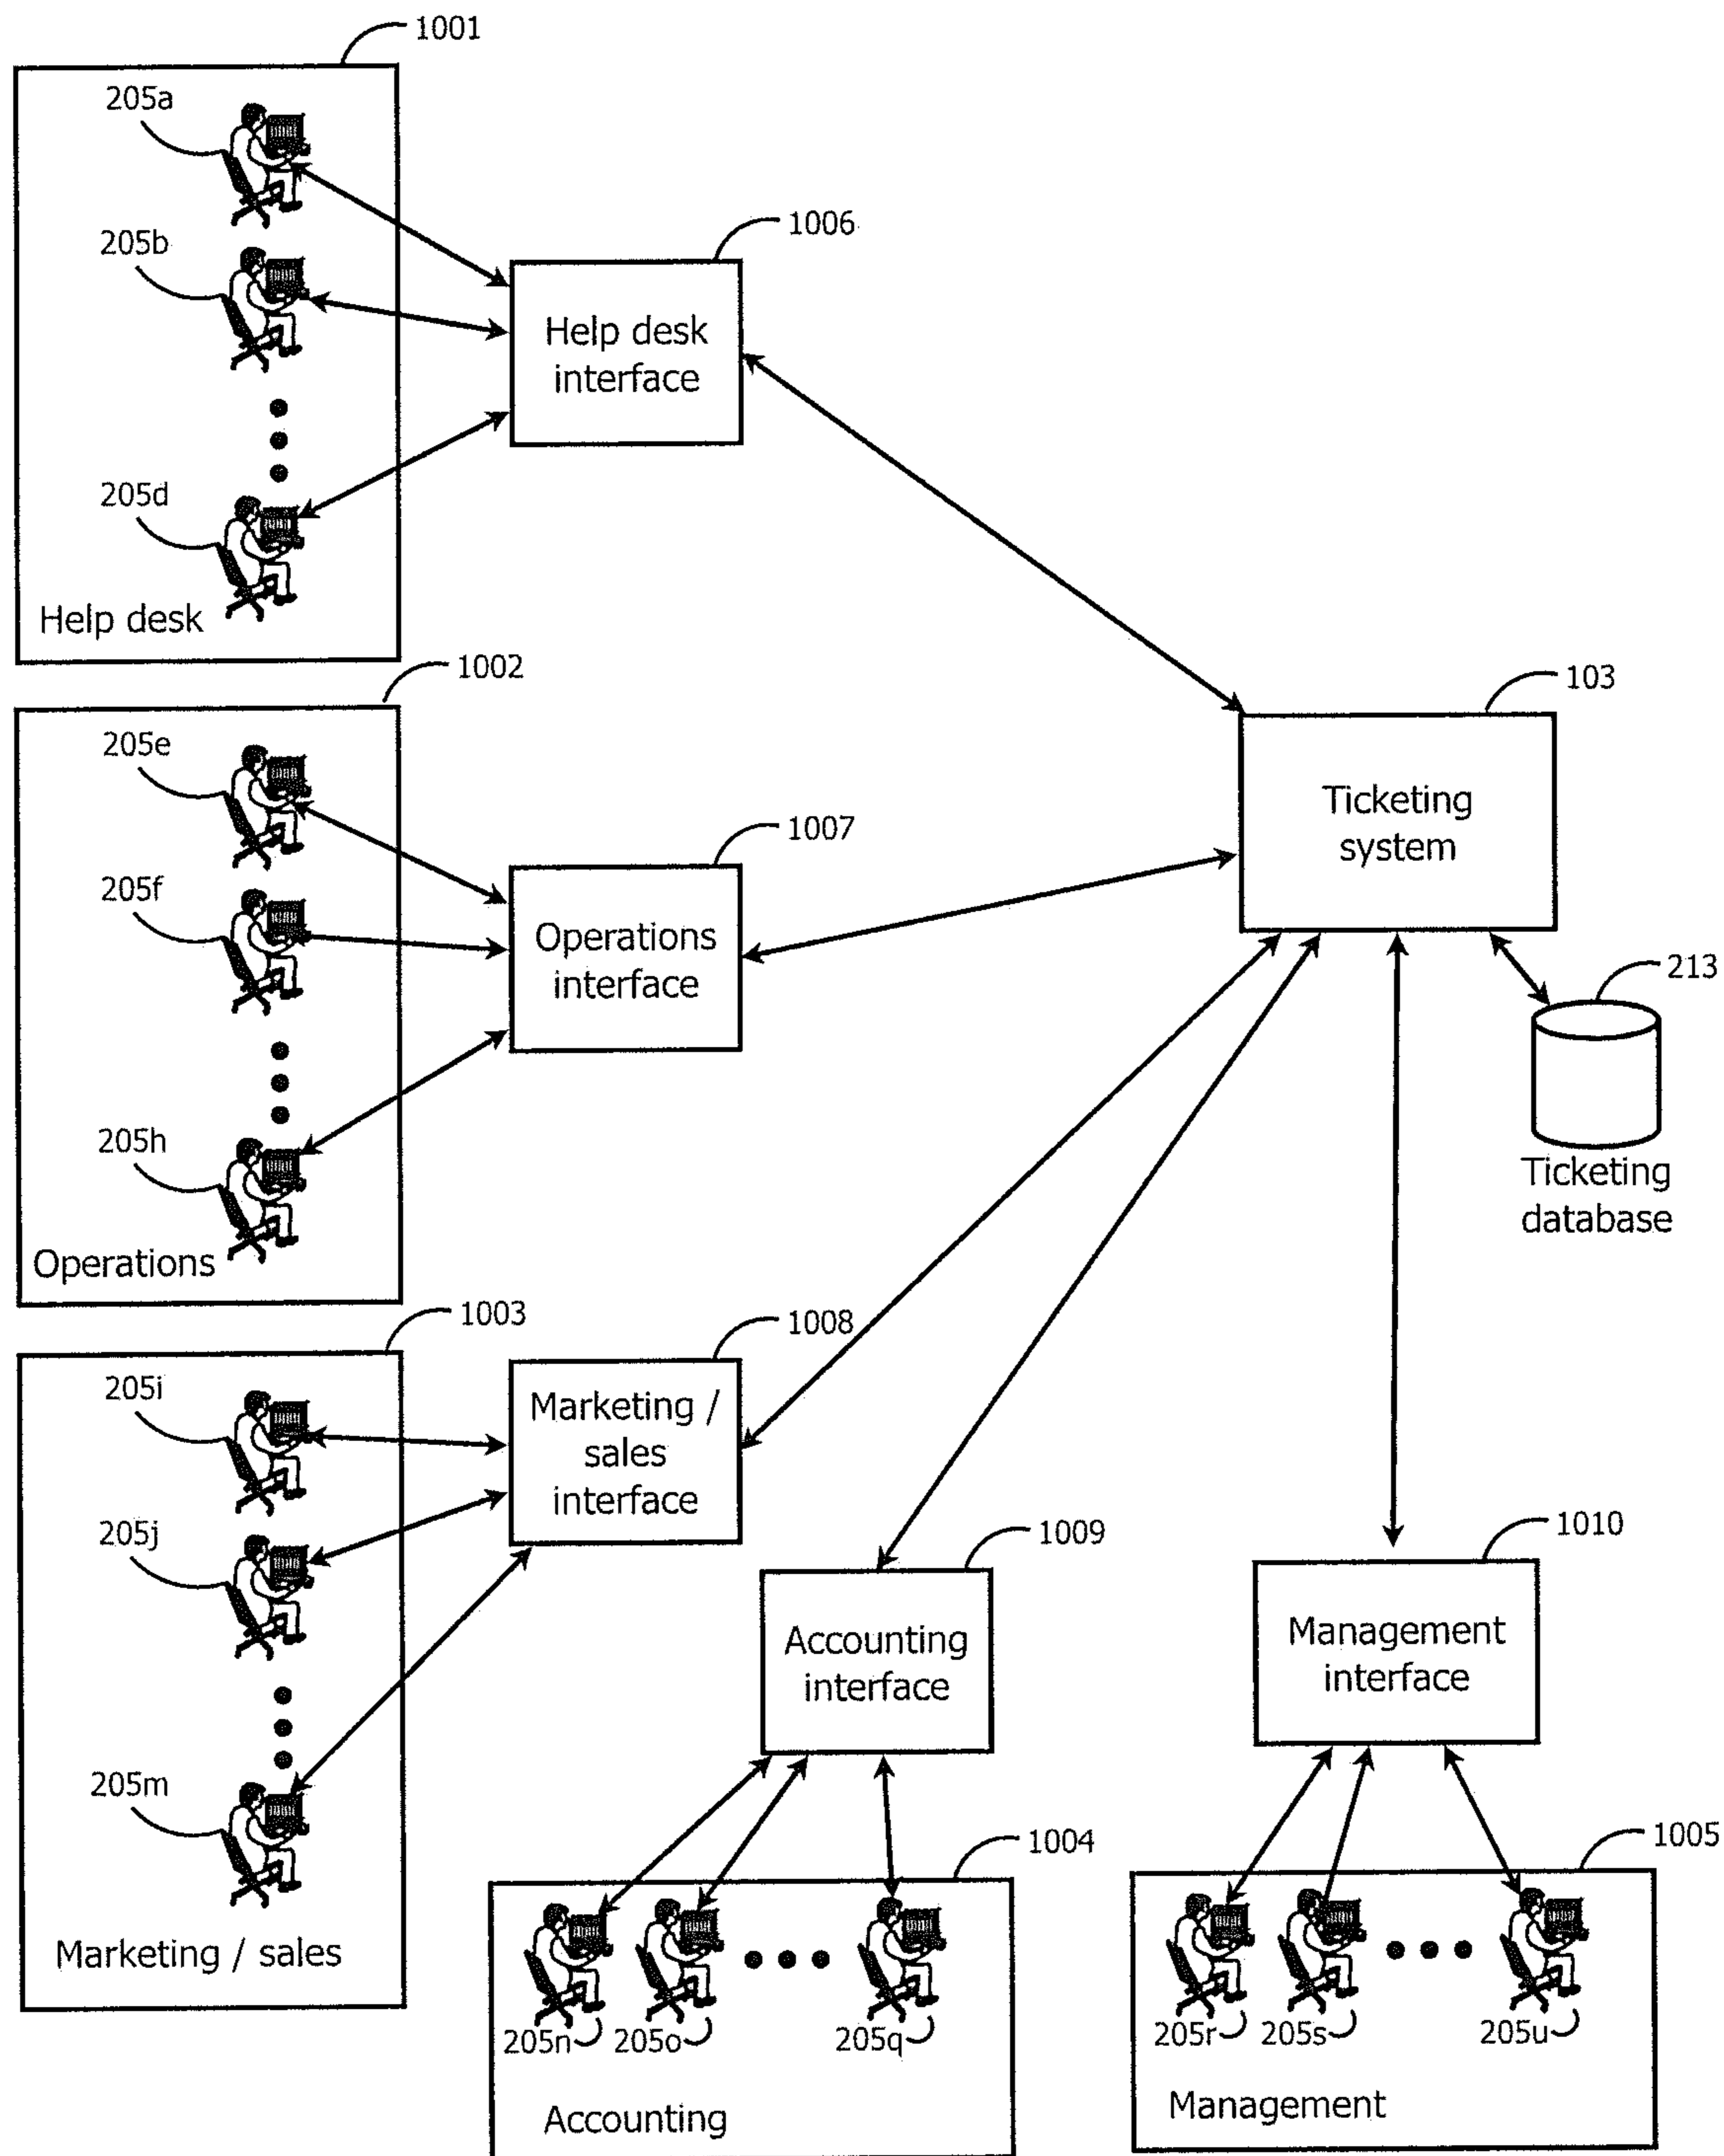 1001
205a
205b
205d
Help desk
1006
Help desk
interface
1002
205e
205f
205h
Operations
1007
Operations
interface
103
Ticketing
system
213
Ticketing
database
1003
205i
205j
205m
Marketing / sales
1008
Marketing /
sales
interface
1009
Accounting
interface
1010
Management
interface
1004
205n
205o
205q
Accounting
1005
205r
205s
205u
Management